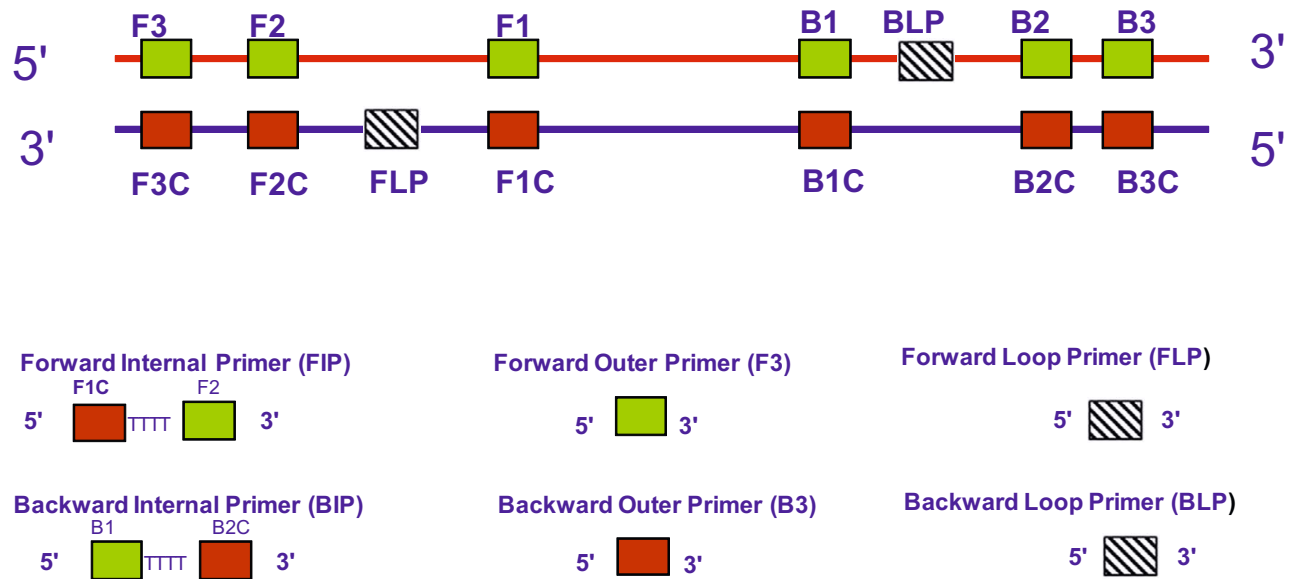 F3 F2 F1 B1 BLP B2 B3
5' 3'
3' 5'
F3C F2C FLP F1C B1C B2C B3C
Forward Internal Primer (FIP) Forward Outer Primer (F3) Forward Loop Primer (FLP)
F1C F2
5' TTTT 3' 5' 3' 5' 3'
Backward Internal Primer (BIP) Backward Outer Primer (B3) Backward Loop Primer (BLP)
B1 B2C
5' TTTT 3' 5' 3' 5' 3'